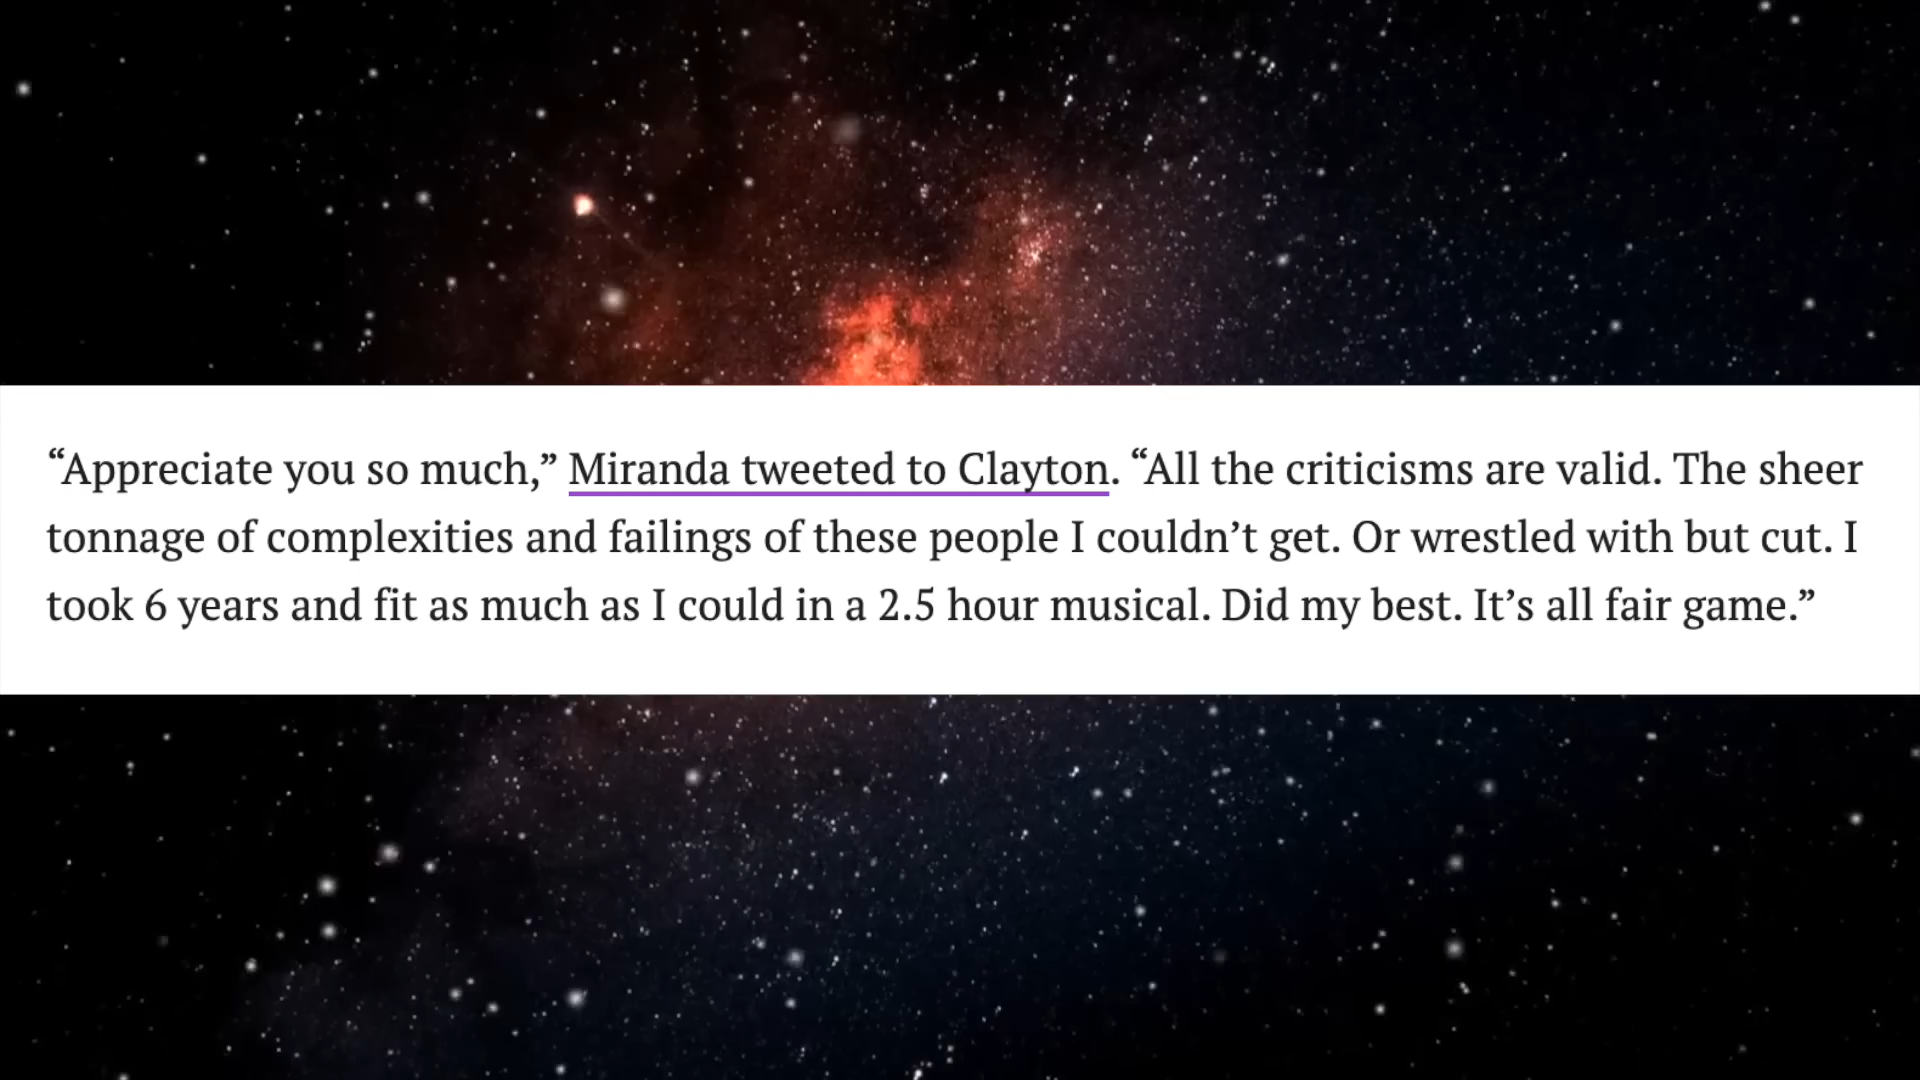 “Appreciate you so much,” Miranda tweeted to Clayton. “All the criticisms are valid. The sheer
tonnage of complexities and failings of these people I couldn’t get. Or wrestled with but cut. I
took 6 years and fit as much as I could in a 2.5 hour musical. Did my best. It’s all fair game.”